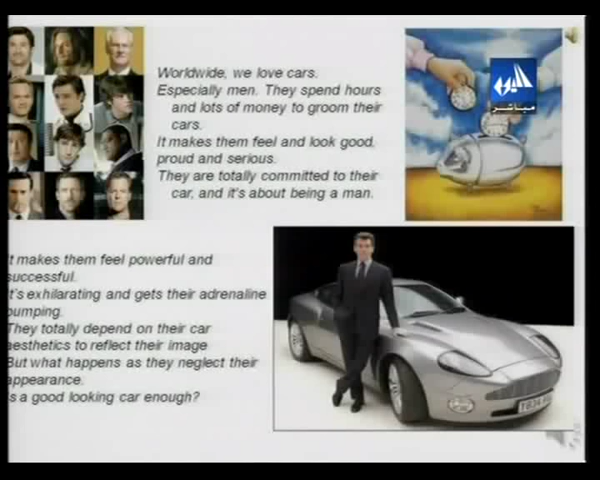 Worldwide, we love cars.
Especially men. They spend hours
and lots of money to groom their
cars.
It makes them feel and look good,
proud and serious.
They are totally committed to their
car, and it's about being a man.
مباشر
t makes them feel powerful and
successful.
t's exhilarating and gets their adrenaline
pumping.
They totally depend on their car
aesthetics to reflect their image
But what happens as they neglect their
appearance.
s a good looking car enough?